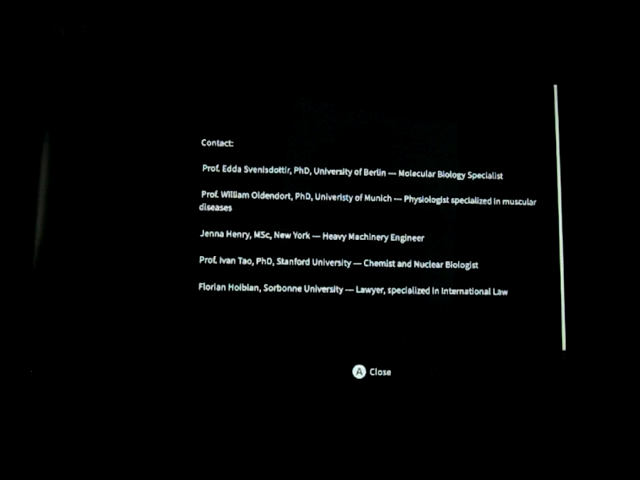 Contact:
Prof. Edda Svenisdottir, PhD, University of Berlin — Molecular Biology Specialist
Prof. William Oldendort, PhD, Univeristy of Munich — Physiologist specialized in muscular
diseases
Jenna Henry, MSc, New York — Heavy Machinery Engineer
Prof. Ivan Tao, PhD, Stanford University — Chemist and Nuclear Biologist
Florian Holbian, Sorbonne University — Lawyer, specialized in International Law
A Close